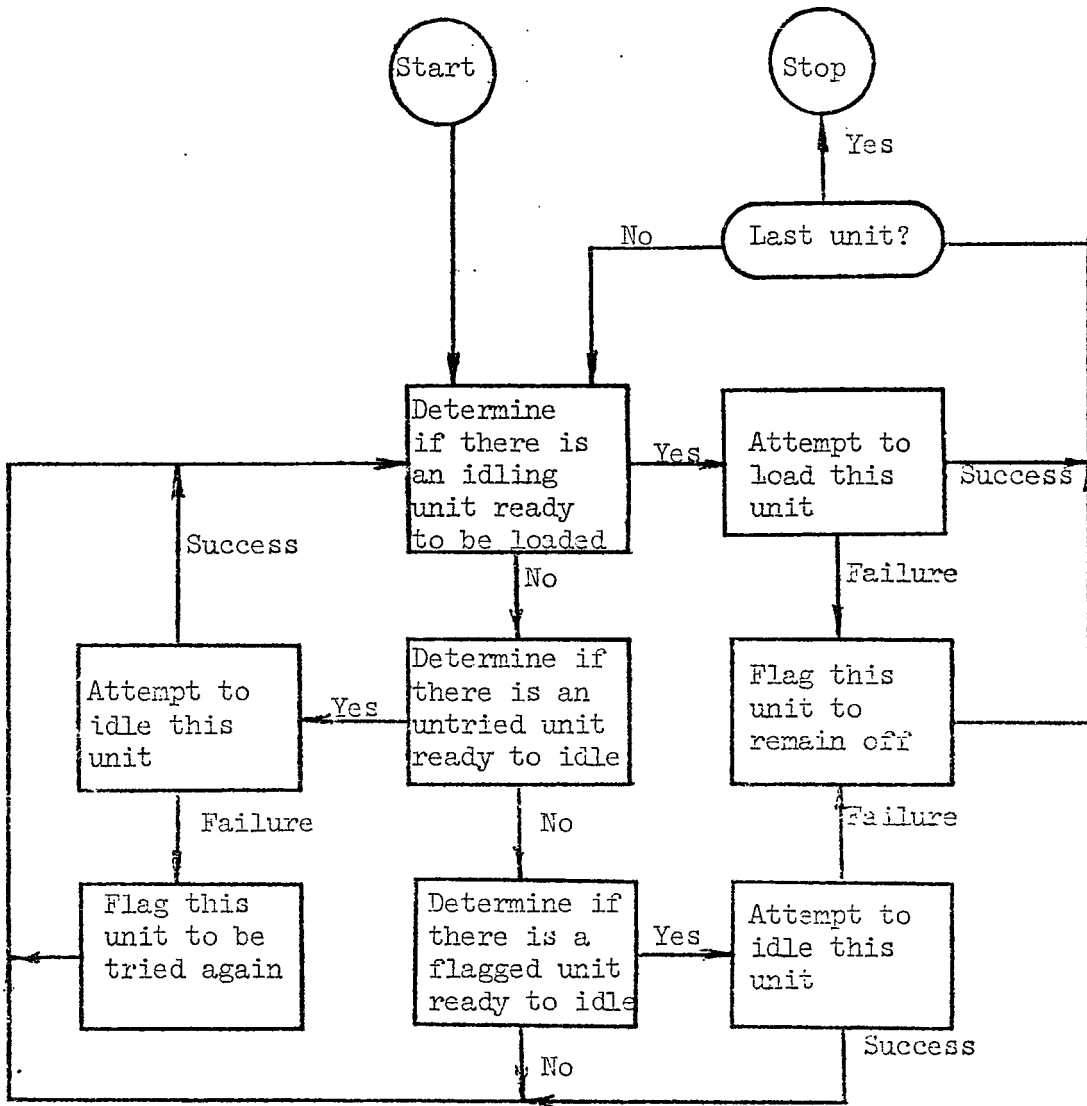 Start
Stop
Yes
Last unit?
No
Determine
if there is
an idling
unit ready
to be loaded
Yes
Attempt to
load this
unit
Success
Success
No
Failure
Attempt to
idle this
unit
Yes
Determine if
there is an
untried unit
ready to idle
Flag this
unit to
remain off
Failure
No
Failure
Flag this
unit to be
tried again
Determine if
there is a
flagged unit
ready to idle
Yes
Attempt to
idle this
unit
No
Success